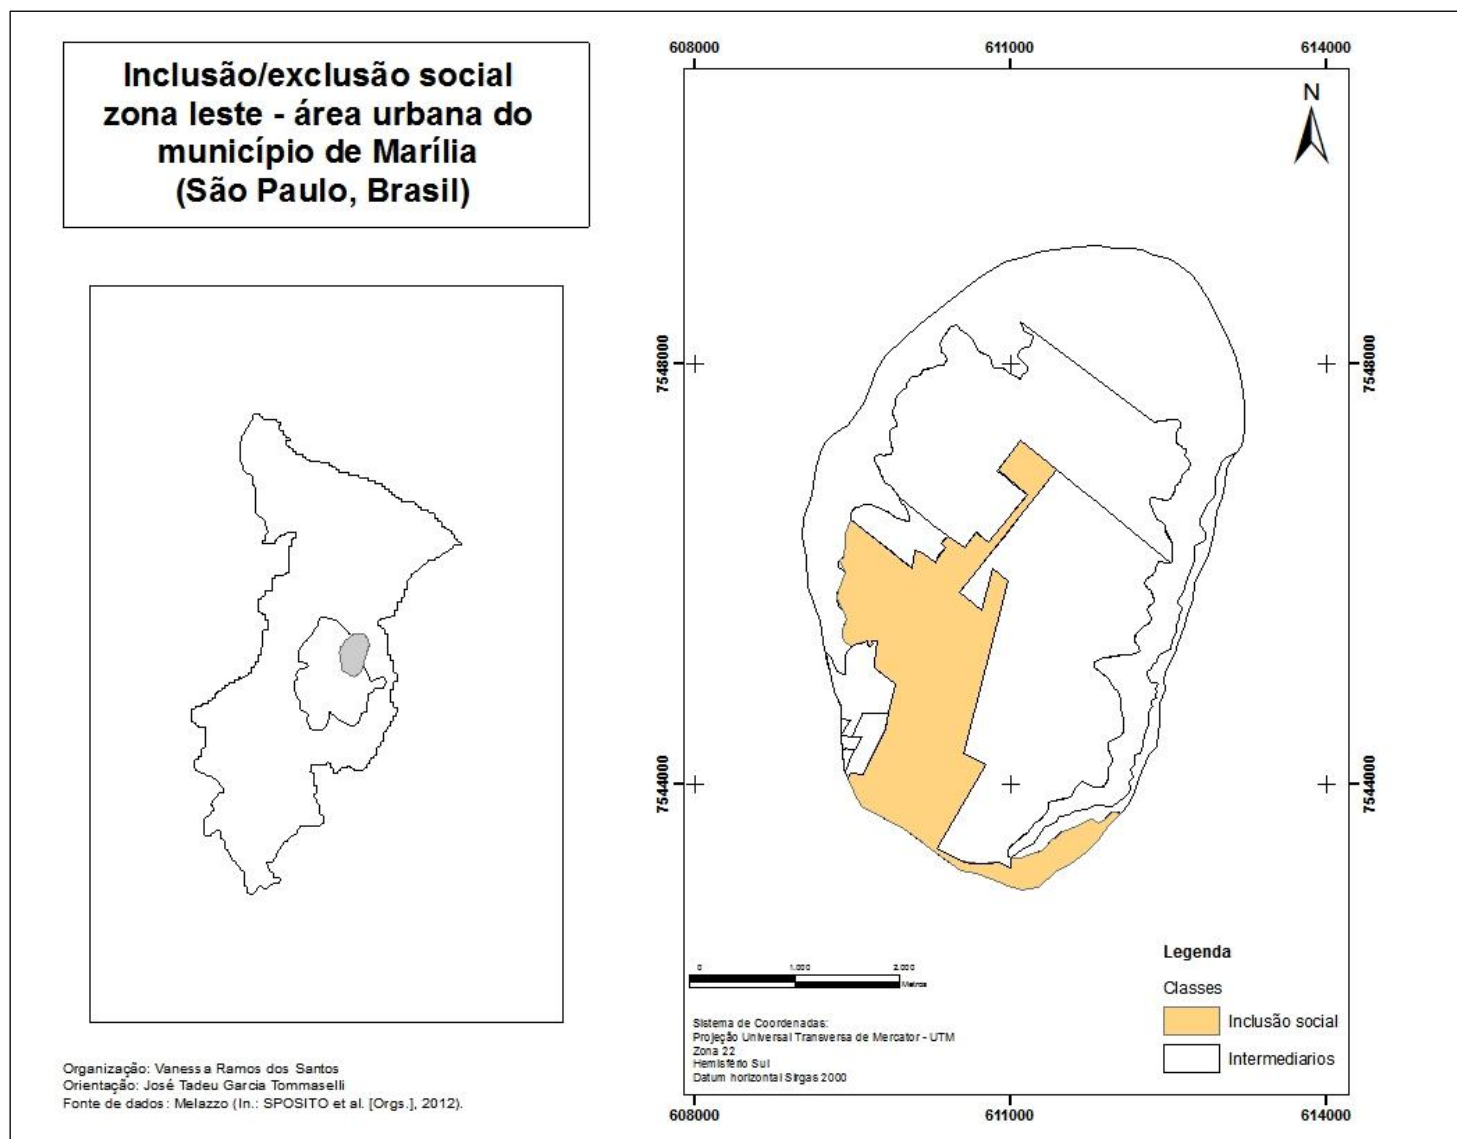 Inclusão/exclusão social
zona leste - área urbana do
município de Marília
(São Paulo, Brasil)
608000
611000
614000
N
7548000
7548000
7544000
7544000
0
1.000
2.000
Metros
Sistema de Coordenadas:
Projeção Universal Transversa de Mercator - UTM
Zona 22
Hemisfério Sul
Datum horizontal Sirgas 2000
Legenda
Classes
Inclusão social
Intermediarios
608000
611000
614000
Organização: Vanessa Ramos dos Santos
Orientação: José Tadeu Garcia Tommaselli
Fonte de dados: Melazzo (In.: SPOSITO et al. [Orgs.], 2012).